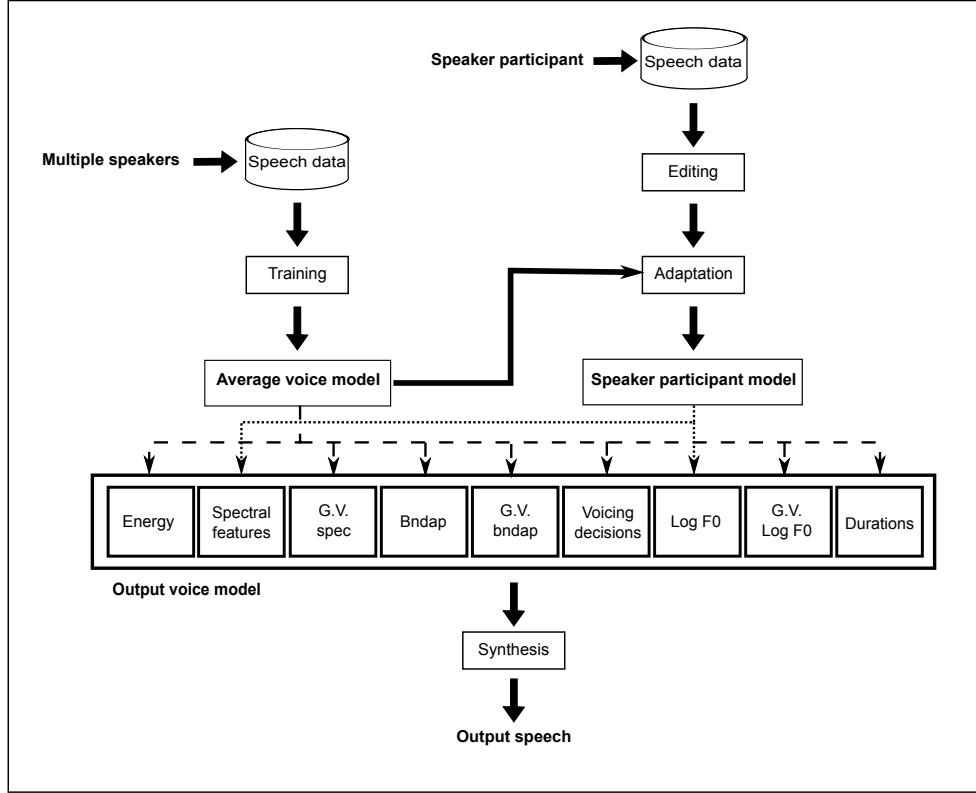 Speaker participant
Speech data
Multiple speakers
Speech data
Editing
Training
Adaptation
Average voice model
Speaker participant model
Energy
Spectral
features
G.V.
spec
Bndap
G.V.
bndap
Voicing
decisions
Log F0
G.V.
Log F0
Durations
Output voice model
Synthesis
Output speech